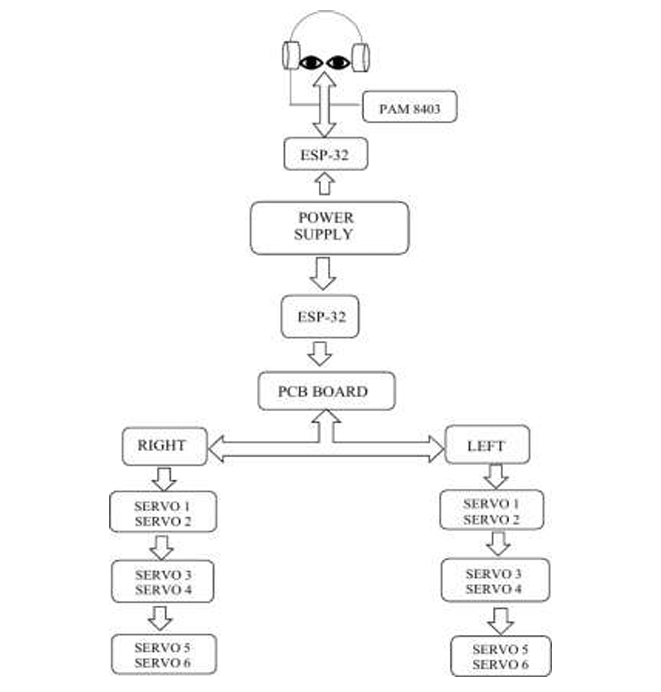 PAM 8403
ESP-32
POWER
SUPPLY
ESP-32
PCB BOARD
RIGHT
LEFT
SERVO 1
SERVO 2
SERVO 1
SERVO 2
SERVO 3
SERVO 4
SERVO 3
SERVO 4
SERVO 5
SERVO 6
SERVO 5
SERVO 6